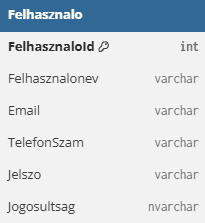 Felhasznalo
FelhasznaloId int
Felhasznalonev varchar
Email varchar
TelefonSzam varchar
Jelszo varchar
Jogosultsag nvarchar